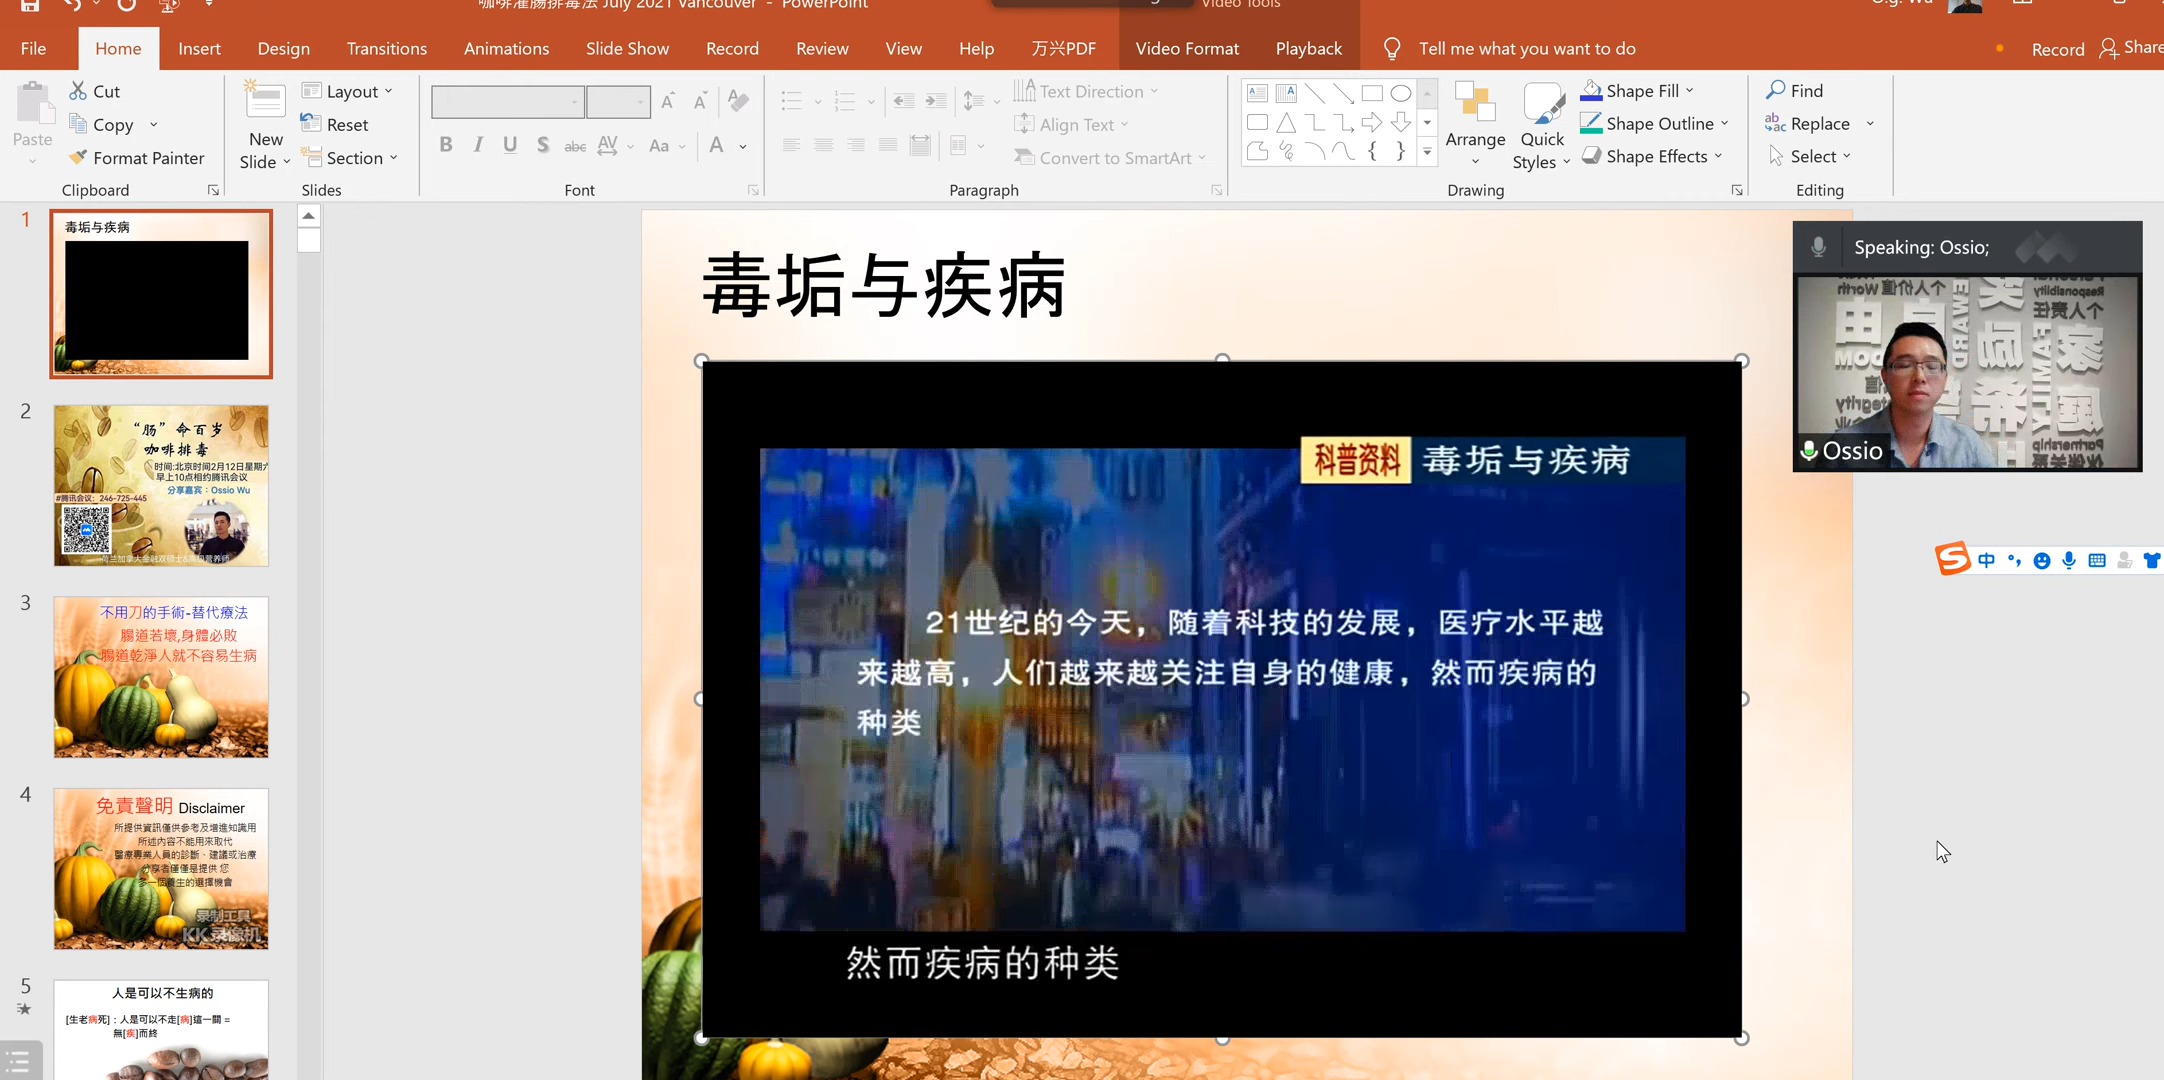 咖啡灌腸排毒法 July 2021 Vancouver - PowerPoint
Video Tools
File
Home
Insert
Design
Transitions
Animations
Slide Show
Record
Review
View
Help
万兴PDF
Video Format
Playback
Tell me what you want to do
Record
Share
Paste
Cut
Copy
Format Painter
Clipboard
New
Slide
Layout
Reset
Section
Slides
B I U S abc AV Aa A
Font
Text Direction
Align Text
Convert to SmartArt
Paragraph
Arrange
Quick
Styles
Shape Fill
Shape Outline
Shape Effects
Drawing
Find
Replace
Select
Editing
1
毒垢与疾病
2
“肠”命百岁
咖啡排毒
时间:北京时间2月12日星期六
早上10点相约腾讯会议
分享嘉宾：Ossio Wu
#腾讯会议：246-725-445
3
不用刀的手術-替代療法
腸道若壞,身體必敗
腸道乾淨人就不容易生病
4
免責聲明 Disclaimer
所提供資訊僅供參考及增進知識用
所述內容不能用來取代
醫療專業人員的診斷、建議或治療
分享者僅僅是提供 您
多一個養生的選擇機會
录制工具
KK录像机
5
人是可以不生病的
[生老病死]：人是可以不走[病]這一關 =
無[疾]而終
毒垢与疾病
科普资料 毒垢与疾病
21世纪的今天，随着科技的发展，医疗水平越
来越高，人们越来越关注自身的健康，然而疾病的
种类
然而疾病的种类
Speaking: Ossio;
Ossio
中